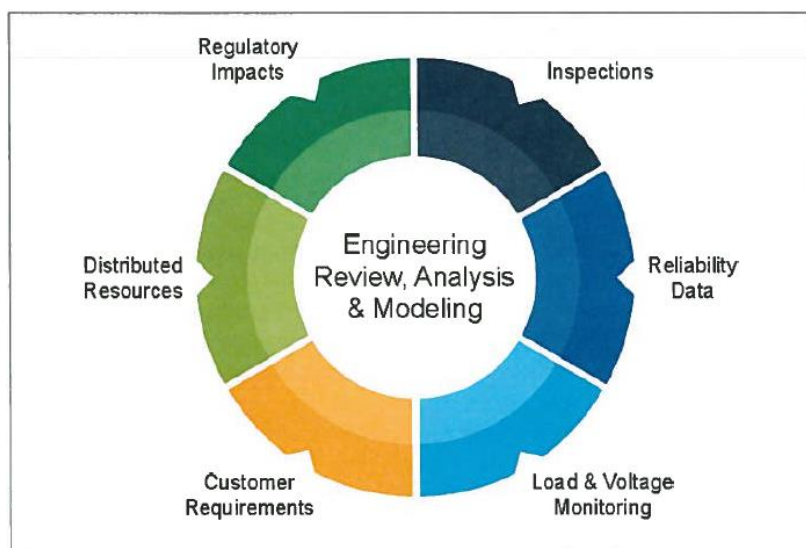 Regulatory
Impacts
Inspections
Distributed
Resources
Engineering
Review, Analysis
& Modeling
Reliability
Data
Customer
Requirements
Load & Voltage
Monitoring